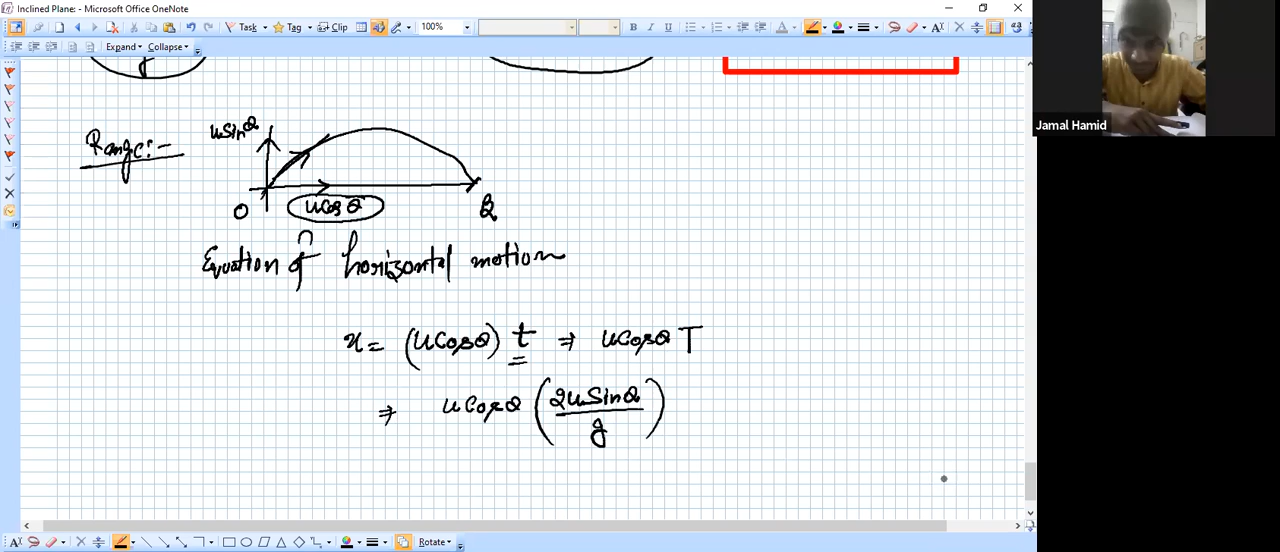 Inclined Plane: - Microsoft Office OneNote
Task Tag Clip 100% B I U
Expand Collapse
Jamal Hamid
Range:-
usinθ
ucosθ
O
Equation of horizontal motion
x = (ucosθ) t ⇒ ucosθ T
⇒ ucosθ (2usinθ / g)
Rotate